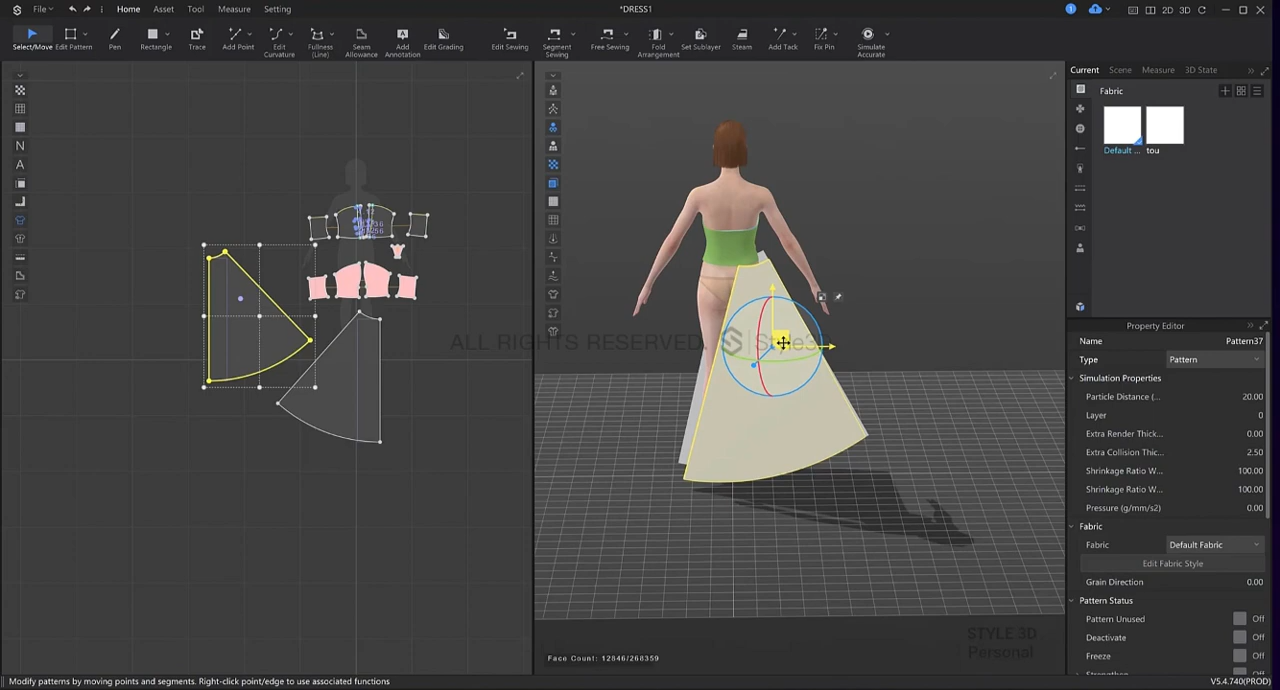 File
Home
Asset
Tool
Measure
Setting
*DRESS1
1
2D
3D
Select/Move
Edit Pattern
Pen
Rectangle
Trace
Add Point
Edit
Curvature
Fullness
(Line)
Seam
Allowance
Add
Annotation
Edit Grading
Edit Sewing
Segment
Sewing
Free Sewing
Fold
Arrangement
Set Sublayer
Steam
Add Tack
Fix Pin
Simulate
Accurate
Current
Scene
Measure
3D State
Fabric
Default ...
tou
N
A
ALL RIGHTS RESERVED.
Property Editor
Name
Pattern37
Type
Pattern
Simulation Properties
Particle Distance (...
20.00
Layer
0
Extra Render Thick...
0.00
Extra Collision Thic...
2.50
Shrinkage Ratio W...
100.00
Shrinkage Ratio W...
100.00
Pressure (g/mm/s2)
0.00
Fabric
Fabric
Default Fabric
Edit Fabric Style
Grain Direction
0.00
Pattern Status
Pattern Unused
Off
Deactivate
Off
Freeze
Off
STYLE 3D
Personal
Face Count: 12846/268359
Modify patterns by moving points and segments. Right-click point/edge to use associated functions
V5.4.740(PROD)